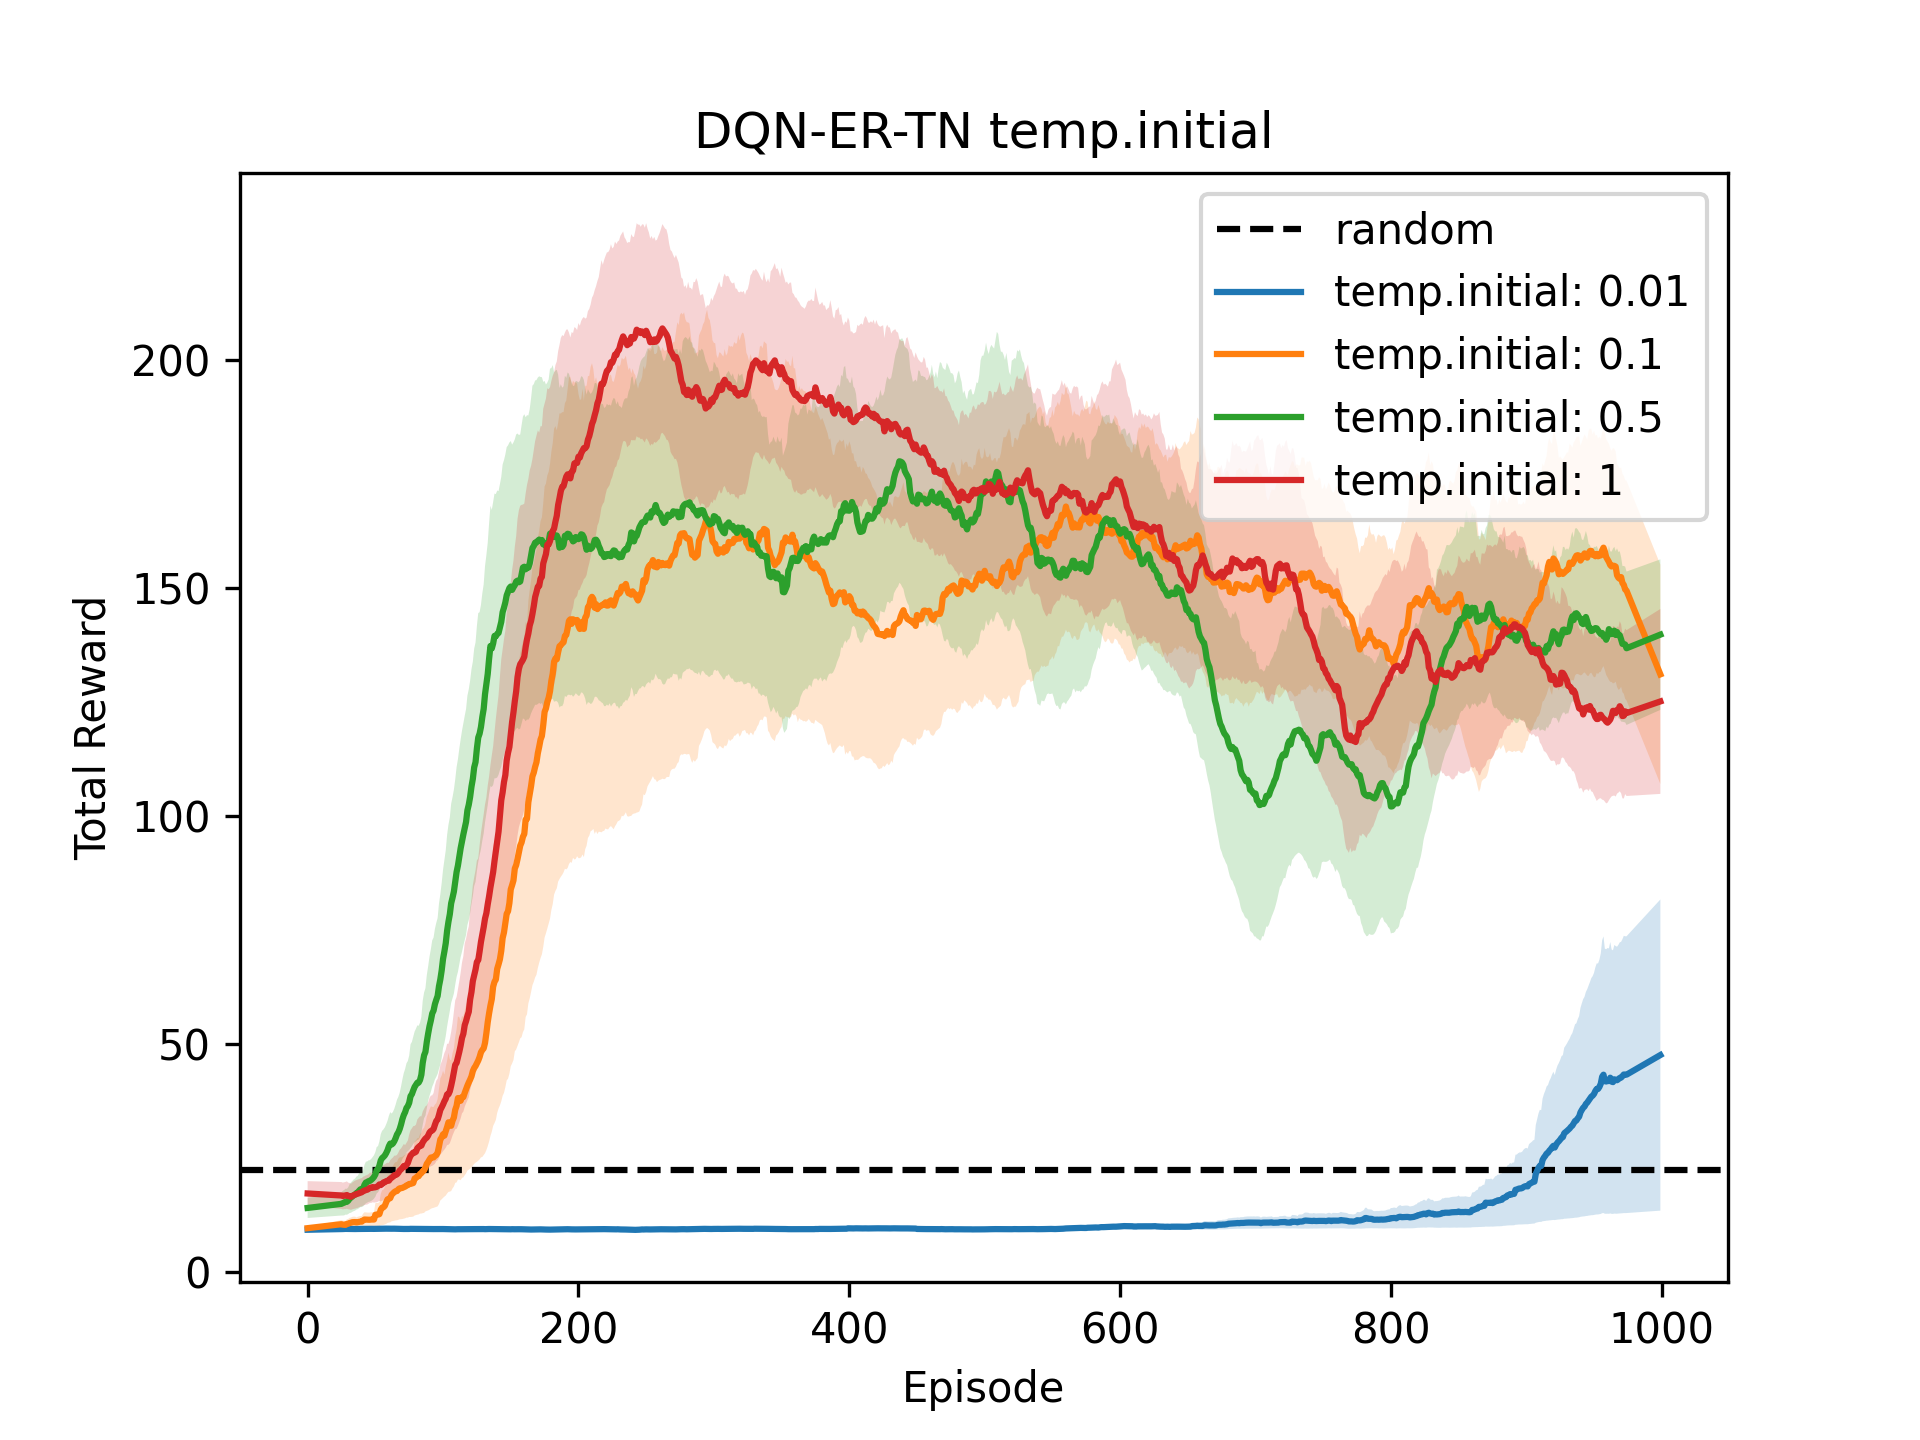 DQN-ER-TN temp.initial
random
temp.initial: 0.01
temp.initial: 0.1
temp.initial: 0.5
temp.initial: 1
Total Reward
200
150
100
50
0
0 200 400 600 800 1000
Episode